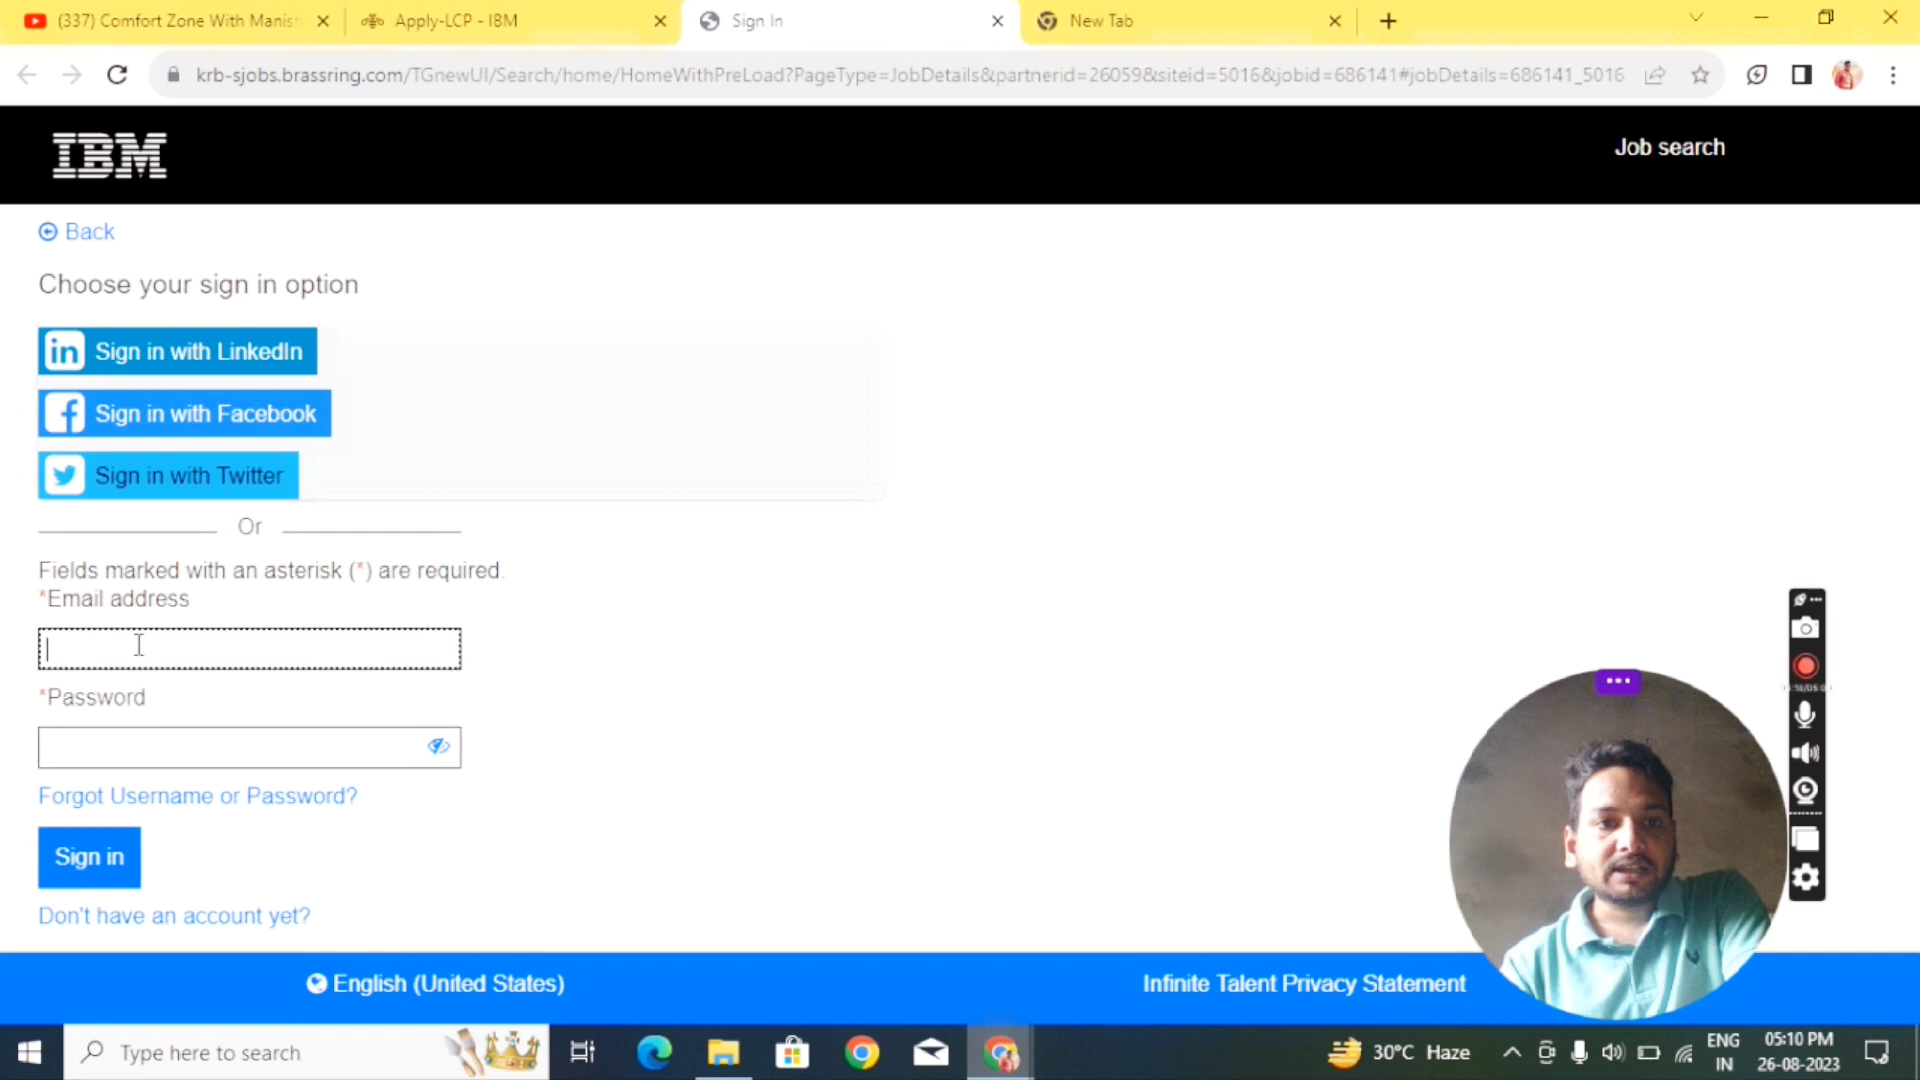 (337) Comfort Zone With Manis
Apply-LCP - IBM
Sign In
New Tab
krb-sjobs.brassring.com/TGnewUI/Search/home/HomeWithPreLoad?PageType=JobDetails&partnerid=26059&siteid=5016&jobid=686141#jobDetails=686141_5016
IBM
Job search
Back
Choose your sign in option
in Sign in with LinkedIn
f Sign in with Facebook
Sign in with Twitter
Or
Fields marked with an asterisk (*) are required.
*Email address
*Password
Forgot Username or Password?
Sign in
Don't have an account yet?
English (United States)
Infinite Talent Privacy Statement
Type here to search
30°C Haze
ENG
IN
05:10 PM
26-08-2023